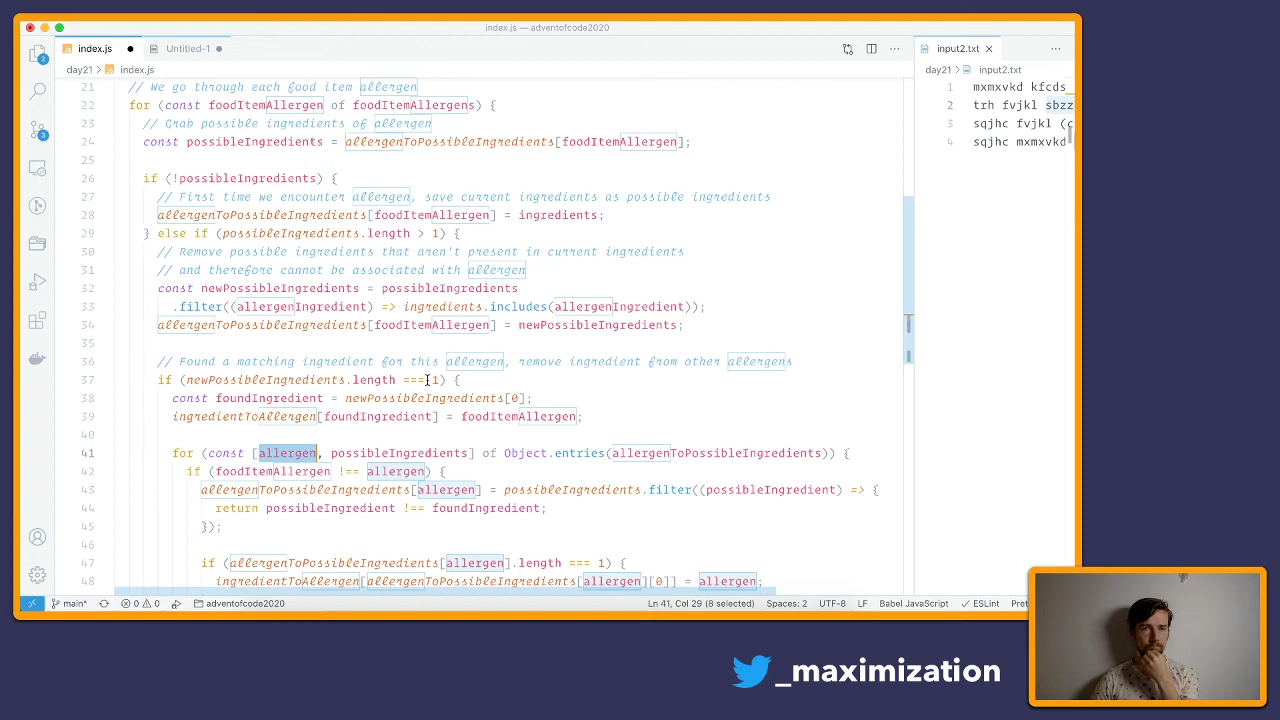 index.js — adventofcode2020
index.js
Untitled-1
input2.txt
day21 > index.js
day21 > input2.txt
21 // We go through each food item allergen
22 for (const foodItemAllergen of foodItemAllergens) {
23 // Grab possible ingredients of allergen
24 const possibleIngredients = allergenToPossibleIngredients[foodItemAllergen];
25
26 if (!possibleIngredients) {
27 // First time we encounter allergen, save current ingredients as possible ingredients
28 allergenToPossibleIngredients[foodItemAllergen] = ingredients;
29 } else if (possibleIngredients.length > 1) {
30 // Remove possible ingredients that aren't present in current ingredients
31 // and therefore cannot be associated with allergen
32 const newPossibleIngredients = possibleIngredients
33 .filter((allergenIngredient) => ingredients.includes(allergenIngredient));
34 allergenToPossibleIngredients[foodItemAllergen] = newPossibleIngredients;
35
36 // Found a matching ingredient for this allergen, remove ingredient from other allergens
37 if (newPossibleIngredients.length === 1) {
38 const foundIngredient = newPossibleIngredients[0];
39 ingredientToAllergen[foundIngredient] = foodItemAllergen;
40
41 for (const [allergen, possibleIngredients] of Object.entries(allergenToPossibleIngredients)) {
42 if (foodItemAllergen !== allergen) {
43 allergenToPossibleIngredients[allergen] = possibleIngredients.filter((possibleIngredient) => {
44 return possibleIngredient !== foundIngredient;
45 });
46
47 if (allergenToPossibleIngredients[allergen].length === 1) {
48 ingredientToAllergen[allergenToPossibleIngredients[allergen][0]] = allergen;
1 mxmxvkd kfcds
2 trh fvjkl sbzz
3 sqjhc fvjkl (c
4 sqjhc mxmxvkd
2
3
main*
0 0
adventofcode2020
Ln 41, Col 29 (8 selected)
Spaces: 2
UTF-8
LF
Babel JavaScript
ESLint
Pret
_maximization